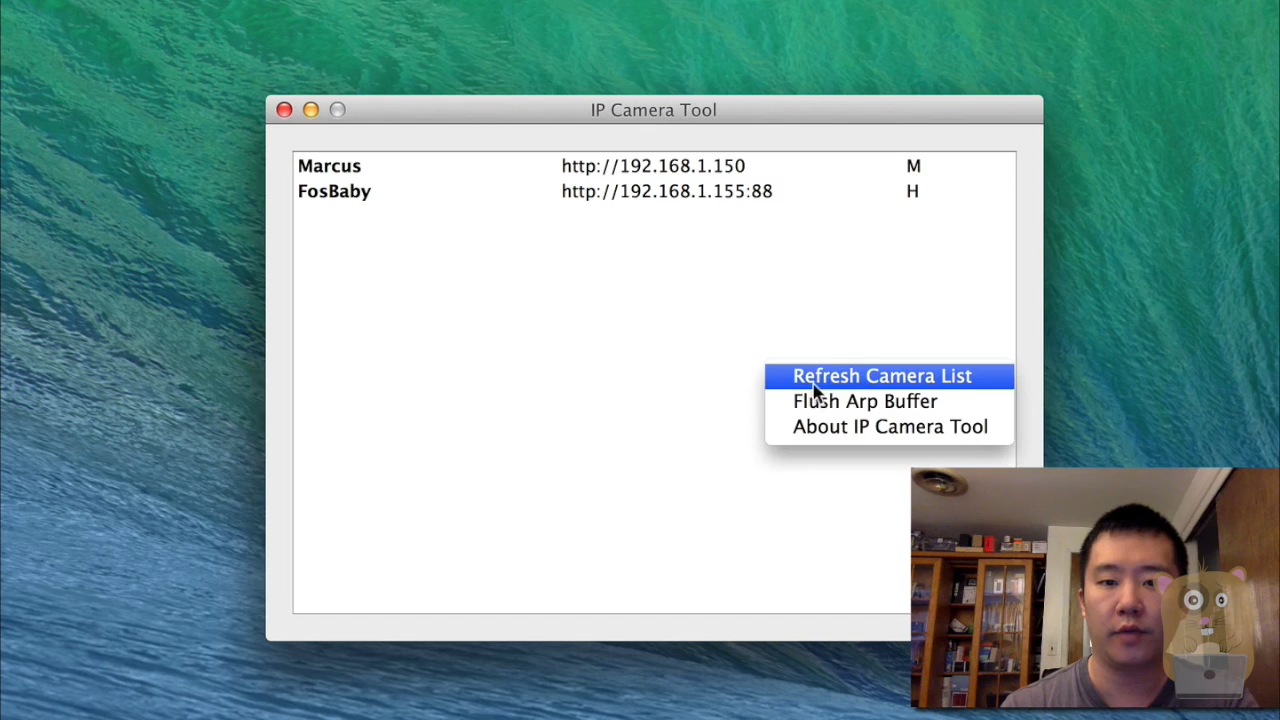 IP Camera Tool
Marcus http://192.168.1.150 M
FosBaby http://192.168.1.155:88 H
Refresh Camera List
Flush Arp Buffer
About IP Camera Tool